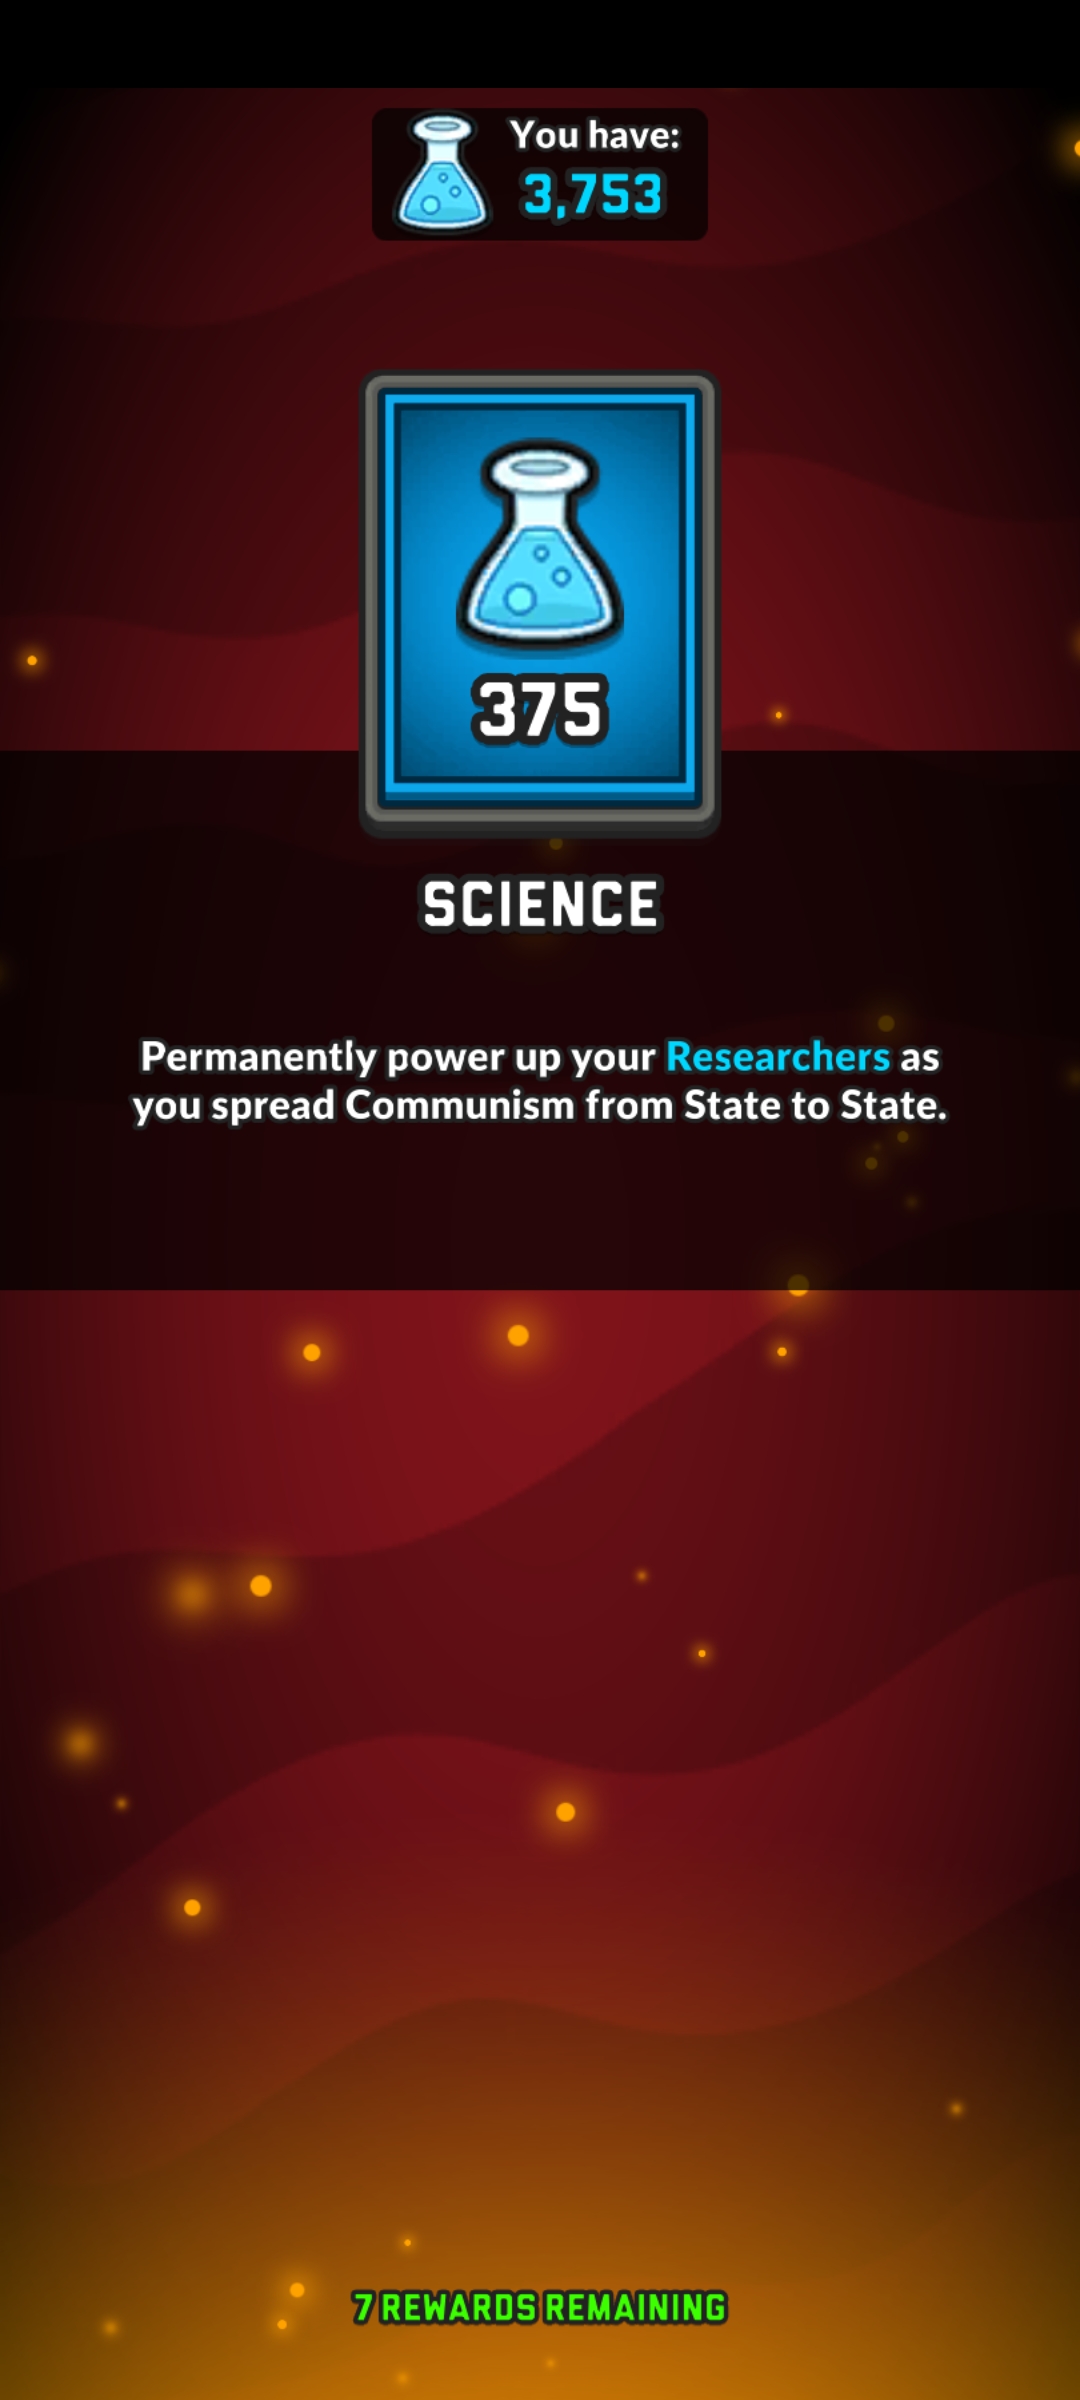 You have:
3,753
375
SCIENCE
Permanently power up your Researchers as
you spread Communism from State to State.
7 REWARDS REMAINING